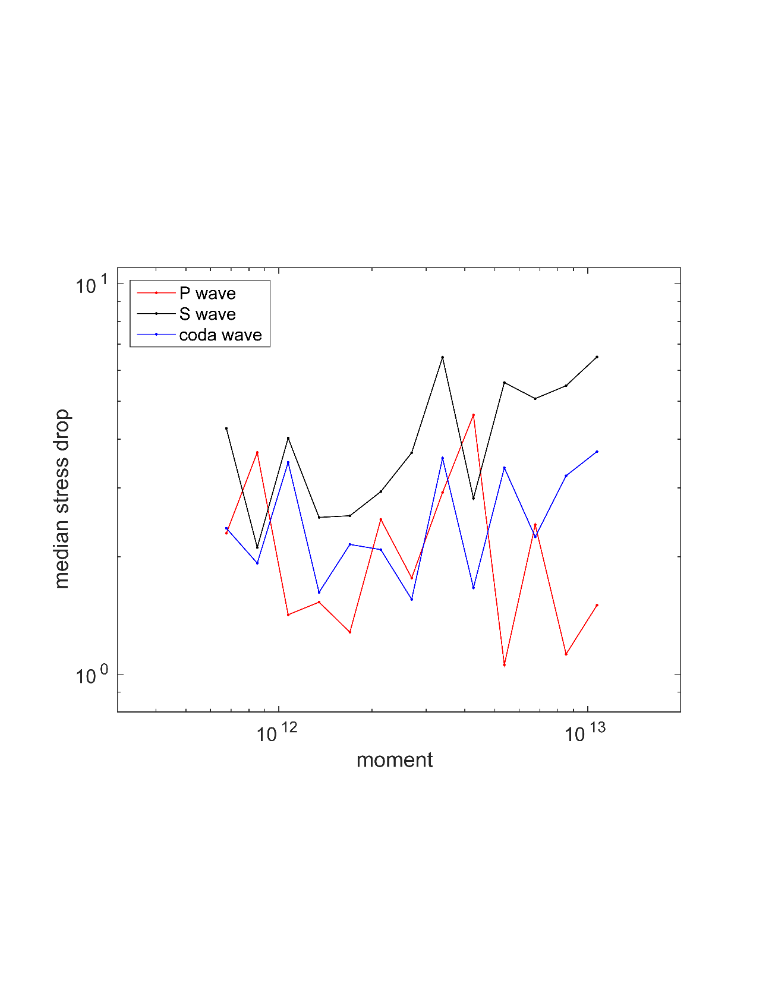 10^1
P wave
S wave
coda wave
median stress drop
10^0
10^12 10^13
moment